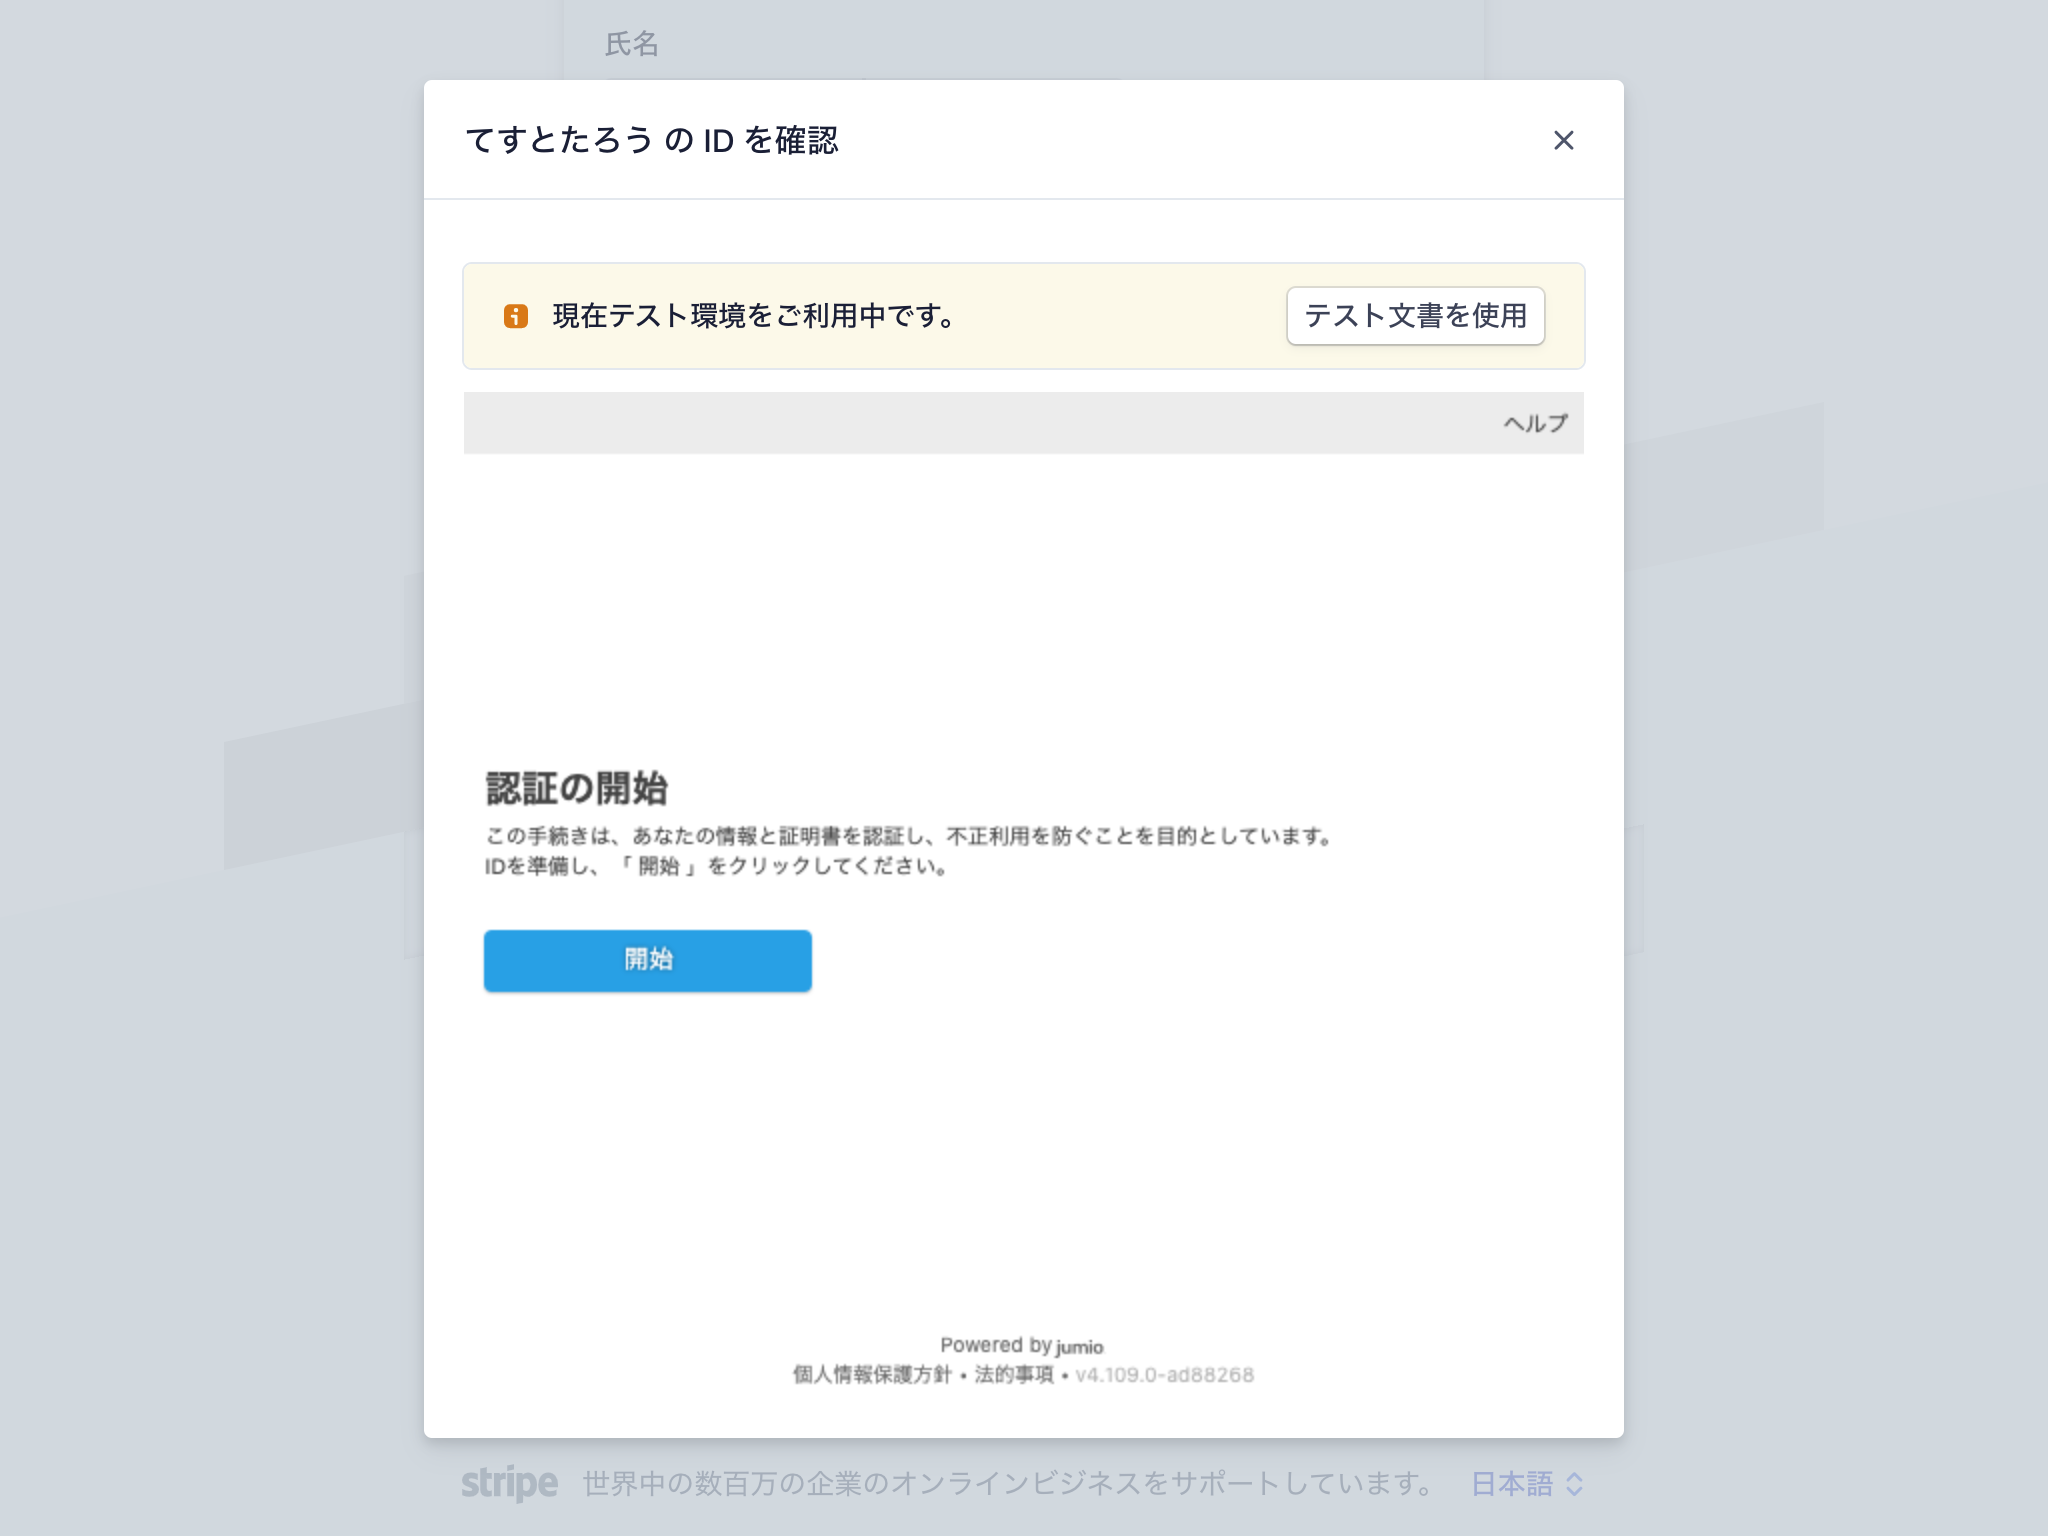 氏名
てすとたろう の ID を確認
現在テスト環境をご利用中です。
テスト文書を使用
ヘルプ
認証の開始
この手続きは、あなたの情報と証明書を認証し、不正利用を防ぐことを目的としています。
IDを準備し、「 開始 」をクリックしてください。
開始
Powered by jumio
個人情報保護方針 • 法的事項 • v4.109.0-ad88268
stripe 世界中の数百万の企業のオンラインビジネスをサポートしています。 日本語